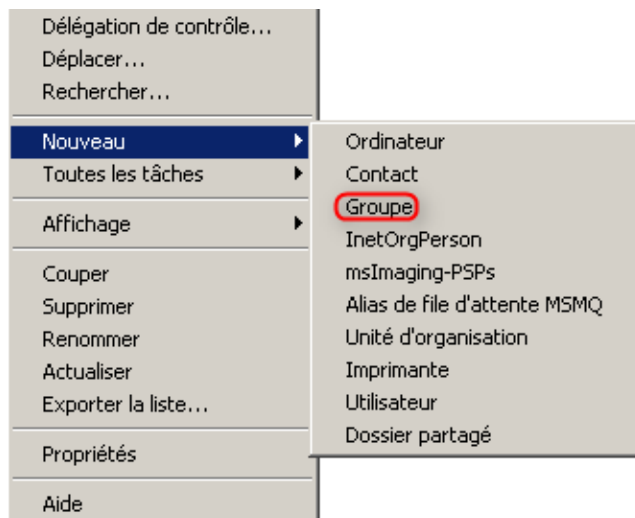 Délégation de contrôle...
Déplacer...
Rechercher...
Nouveau
Toutes les tâches
Affichage
Couper
Supprimer
Renommer
Actualiser
Exporter la liste...
Propriétés
Aide
Ordinateur
Contact
Groupe
InetOrgPerson
msImaging-PSPs
Alias de file d'attente MSMQ
Unité d'organisation
Imprimante
Utilisateur
Dossier partagé